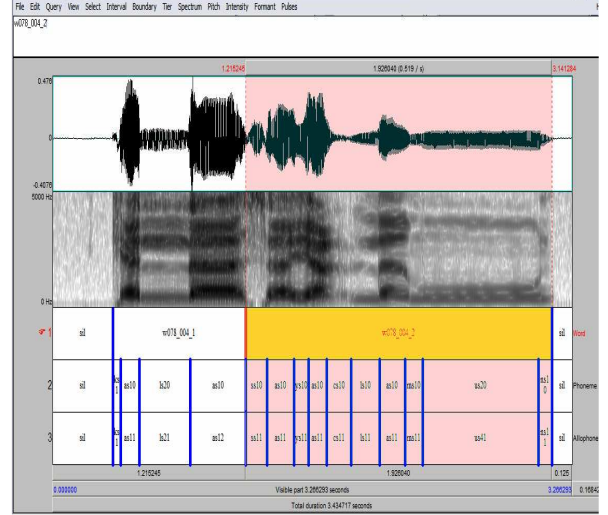 File Edit Query View Select Interval Boundary Tier Spectrum Pitch Intensity Formant Pulses
w078_004_2
1.215245 1.926040 (0.519 / s) 3.141284
0.476
0
-0.4076
5000 Hz
0 Hz
1 sil w078_004_1 w078_004_2 sil Word
2 sil as10 ls20 as10 ss10 as10 ys10 as10 cs10 ls10 as10 ms10 us20 sil Phoneme
3 sil as11 ls21 as12 ss11 as11 ys11 as11 cs11 ls11 as11 ms11 us41 sil Allophone
1.215245 1.926040 0.125
0.000000 Visible part 3.266293 seconds 3.266293 0.16842
Total duration 3.434717 seconds